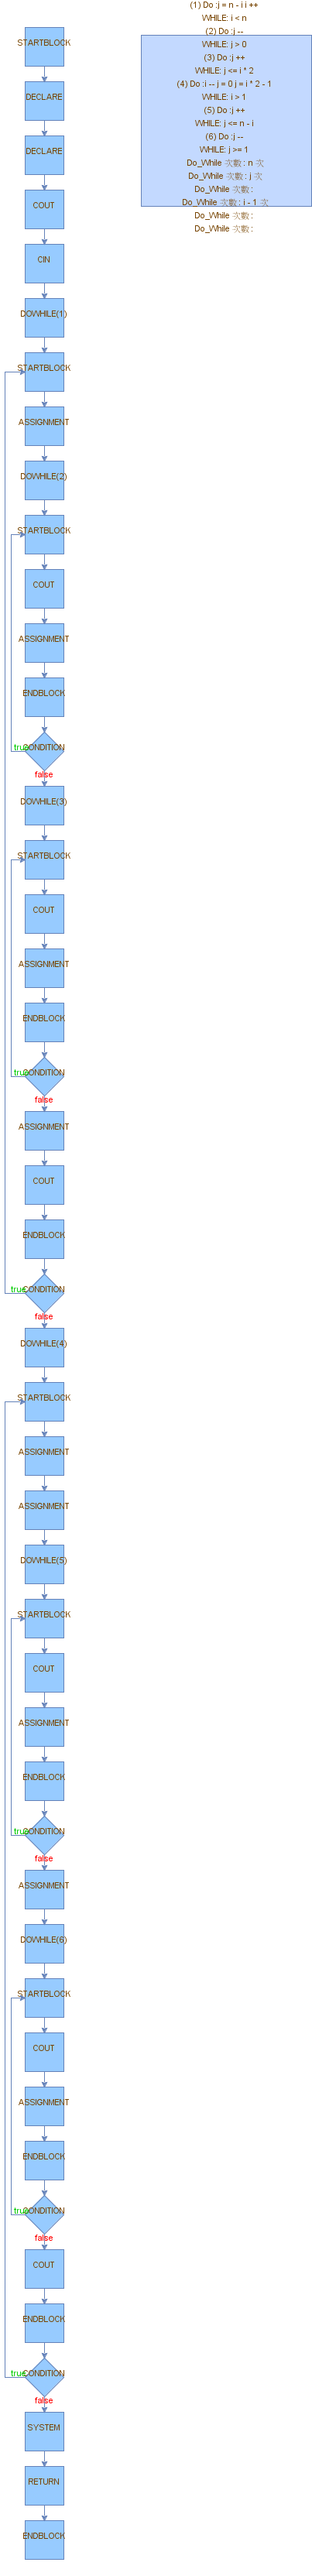 (1) Do :j = n - i i ++
WHILE: i < n
(2) Do :j --
WHILE: j > 0
(3) Do :j ++
WHILE: j <= i * 2
(4) Do :i -- j = 0 j = i * 2 - 1
WHILE: i > 1
(5) Do :j ++
WHILE: j <= n - i
(6) Do :j --
WHILE: j >= 1
Do_While 次數 : n 次
Do_While 次數 : j 次
Do_While 次數 :
Do_While 次數 : i - 1 次
Do_While 次數 :
Do_While 次數 :
STARTBLOCK
DECLARE
DECLARE
COUT
CIN
DOWHILE(1)
STARTBLOCK
ASSIGNMENT
DOWHILE(2)
STARTBLOCK
COUT
ASSIGNMENT
ENDBLOCK
true CONDITION
false
DOWHILE(3)
STARTBLOCK
COUT
ASSIGNMENT
ENDBLOCK
true CONDITION
false
ASSIGNMENT
COUT
ENDBLOCK
true CONDITION
false
DOWHILE(4)
STARTBLOCK
ASSIGNMENT
ASSIGNMENT
DOWHILE(5)
STARTBLOCK
COUT
ASSIGNMENT
ENDBLOCK
true CONDITION
false
ASSIGNMENT
DOWHILE(6)
STARTBLOCK
COUT
ASSIGNMENT
ENDBLOCK
true CONDITION
false
COUT
ENDBLOCK
true CONDITION
false
SYSTEM
RETURN
ENDBLOCK